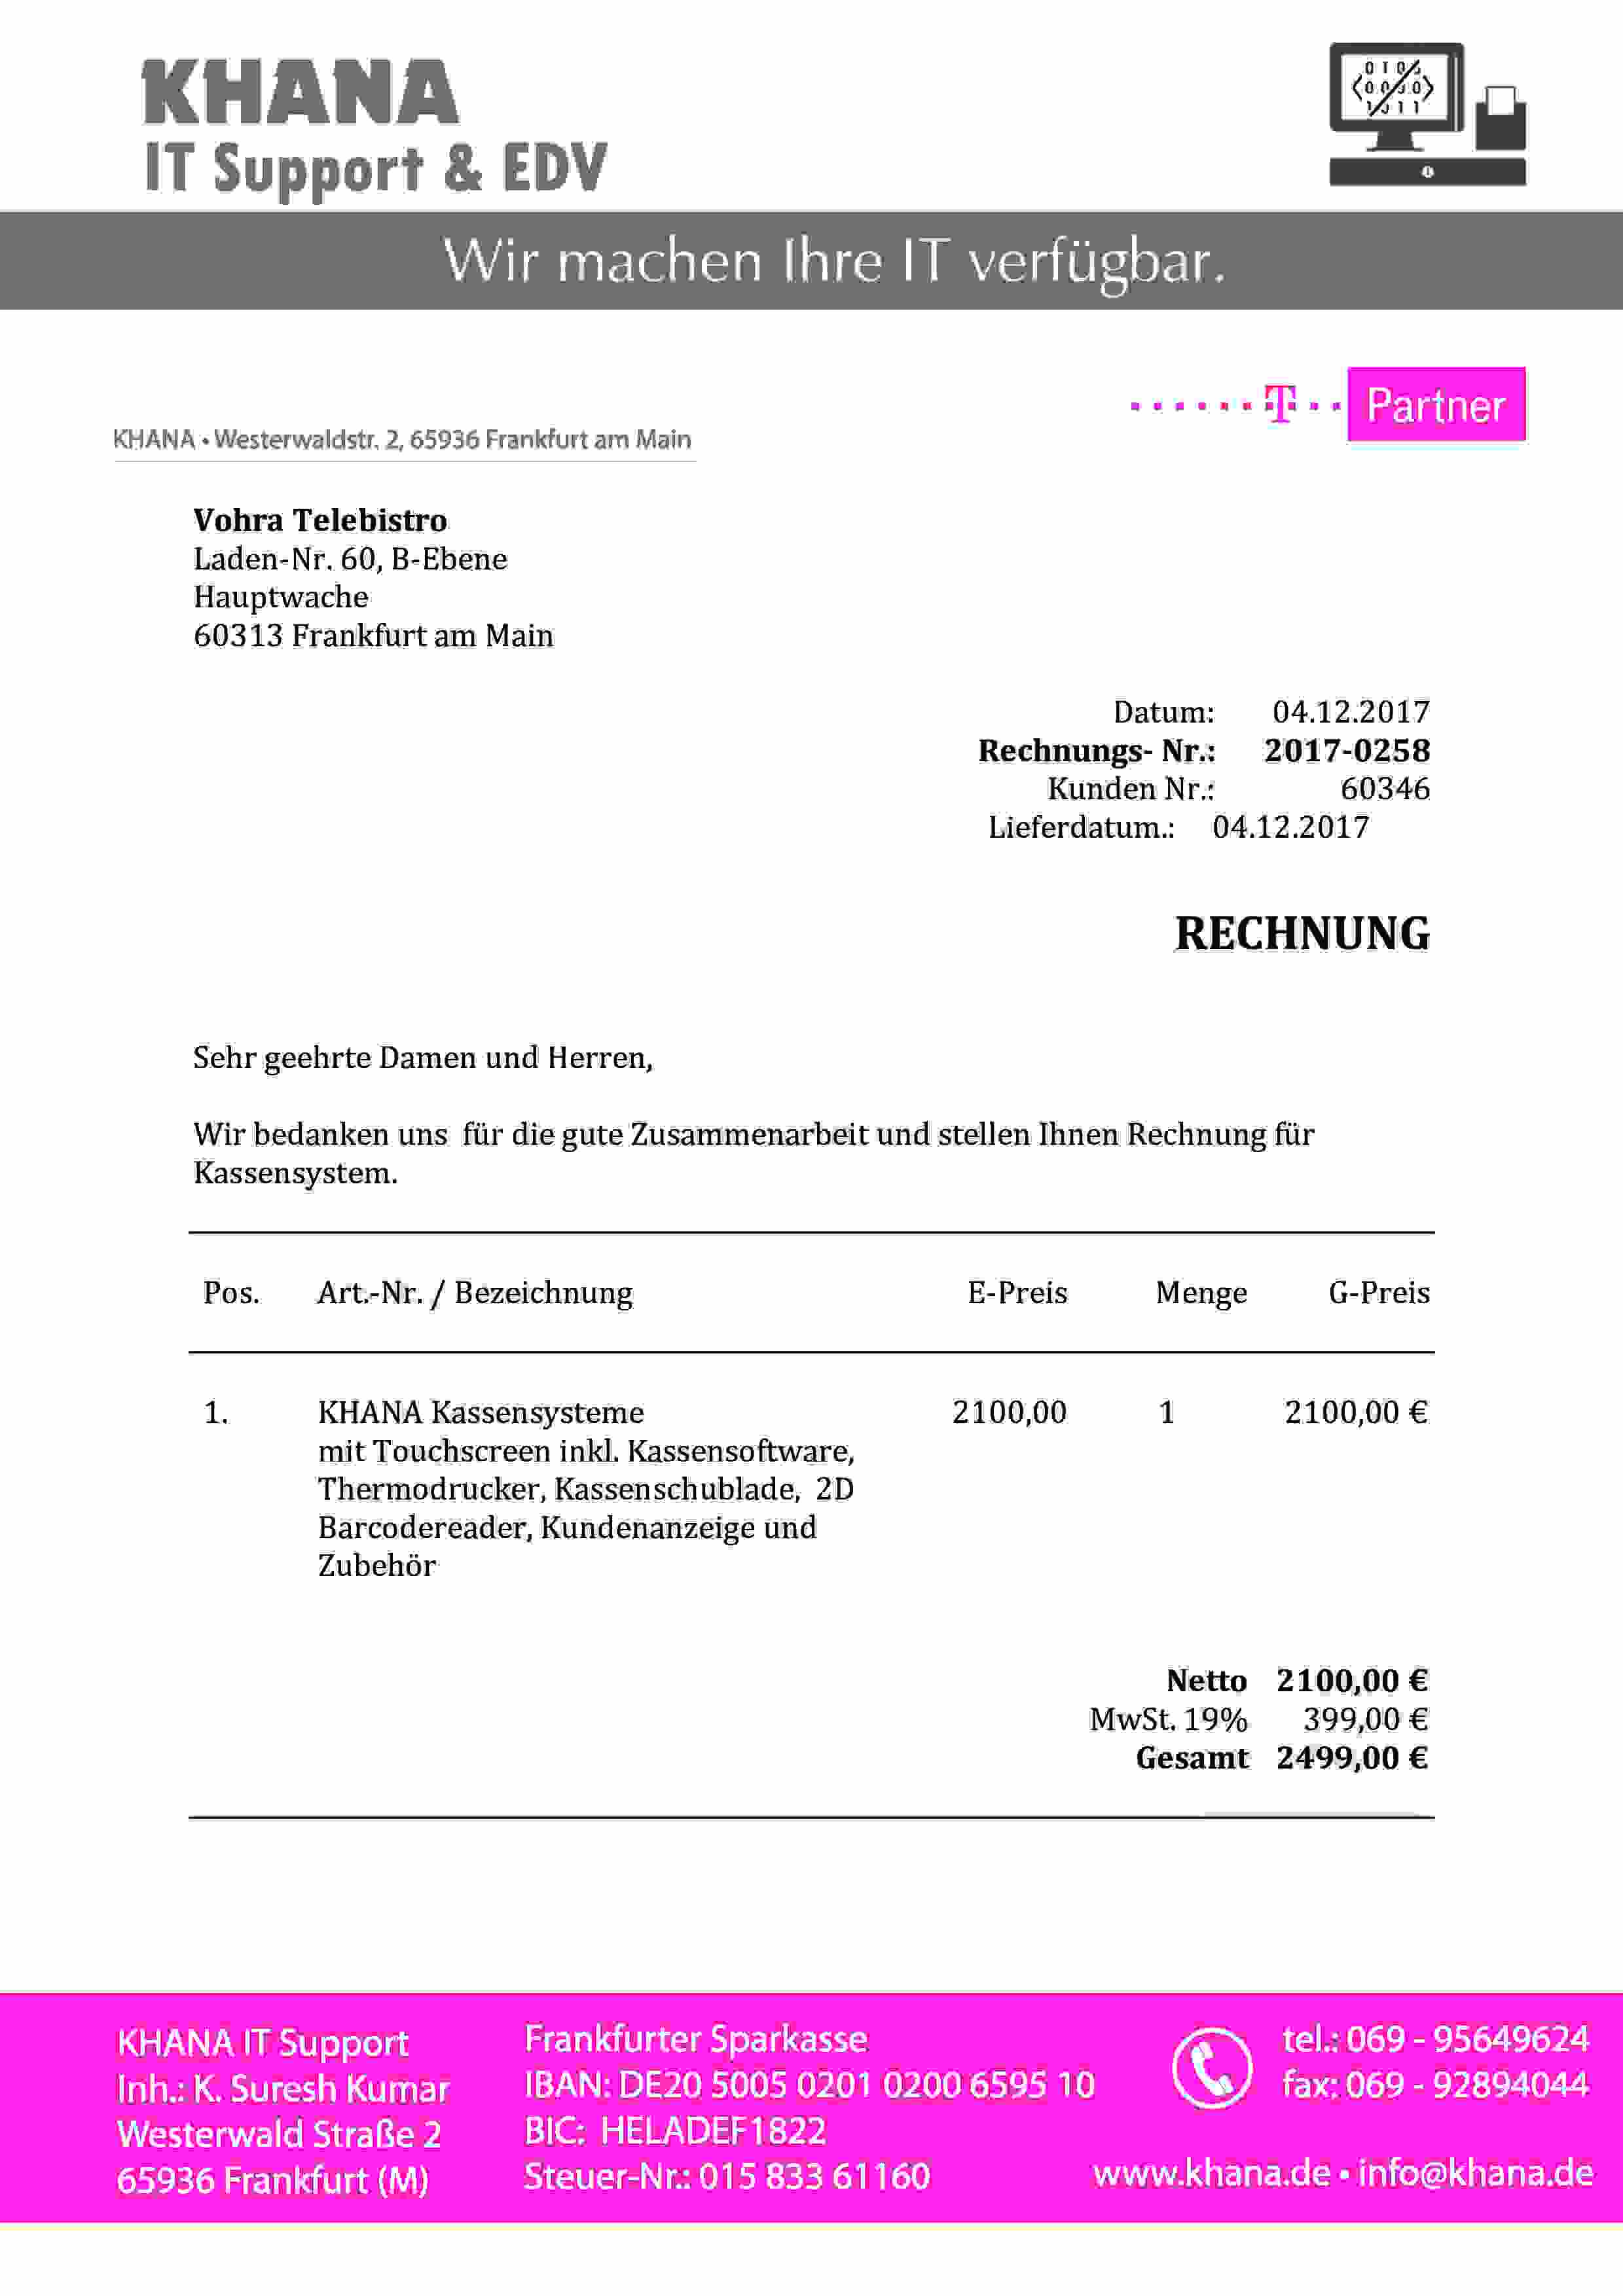 KHANA
IT Support & EDV
Wir machen Ihre IT verfügbar.
T Partner
KHANA • Westerwaldstr. 2, 65936 Frankfurt am Main
Vohra Telebistro
Laden-Nr. 60, B-Ebene
Hauptwache
60313 Frankfurt am Main
Datum: 04.12.2017
Rechnungs- Nr.: 2017-0258
Kunden Nr.: 60346
Lieferdatum.: 04.12.2017
RECHNUNG
Sehr geehrte Damen und Herren,
Wir bedanken uns für die gute Zusammenarbeit und stellen Ihnen Rechnung für
Kassensystem.
Pos. Art.-Nr. / Bezeichnung E-Preis Menge G-Preis
1. KHANA Kassensysteme 2100,00 1 2100,00 €
mit Touchscreen inkl. Kassensoftware,
Thermodrucker, Kassenschublade, 2D
Barcodereader, Kundenanzeige und
Zubehör
Netto 2100,00 €
MwSt. 19% 399,00 €
Gesamt 2499,00 €
KHANA IT Support
Inh.: K. Suresh Kumar
Westerwald Straße 2
65936 Frankfurt (M)
Frankfurter Sparkasse
IBAN: DE20 5005 0201 0200 6595 10
BIC: HELADEF1822
Steuer-Nr.: 015 833 61160
tel.: 069 - 95649624
fax: 069 - 92894044
www.khana.de • info@khana.de